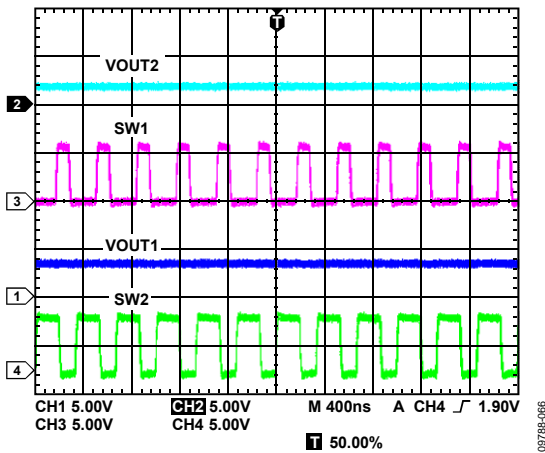 T
VOUT2
2
SW1
3
VOUT1
1
SW2
4
CH1 5.00V CH2 5.00V M 400ns A CH4 1.90V
CH3 5.00V CH4 5.00V
T 50.00%
09788-066